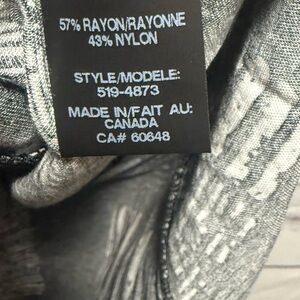 57% RAYON/RAYONNE
43% NYLON
STYLE/MODELE:
519-4873
MADE IN/FAIT AU:
CANADA
CA# 60648